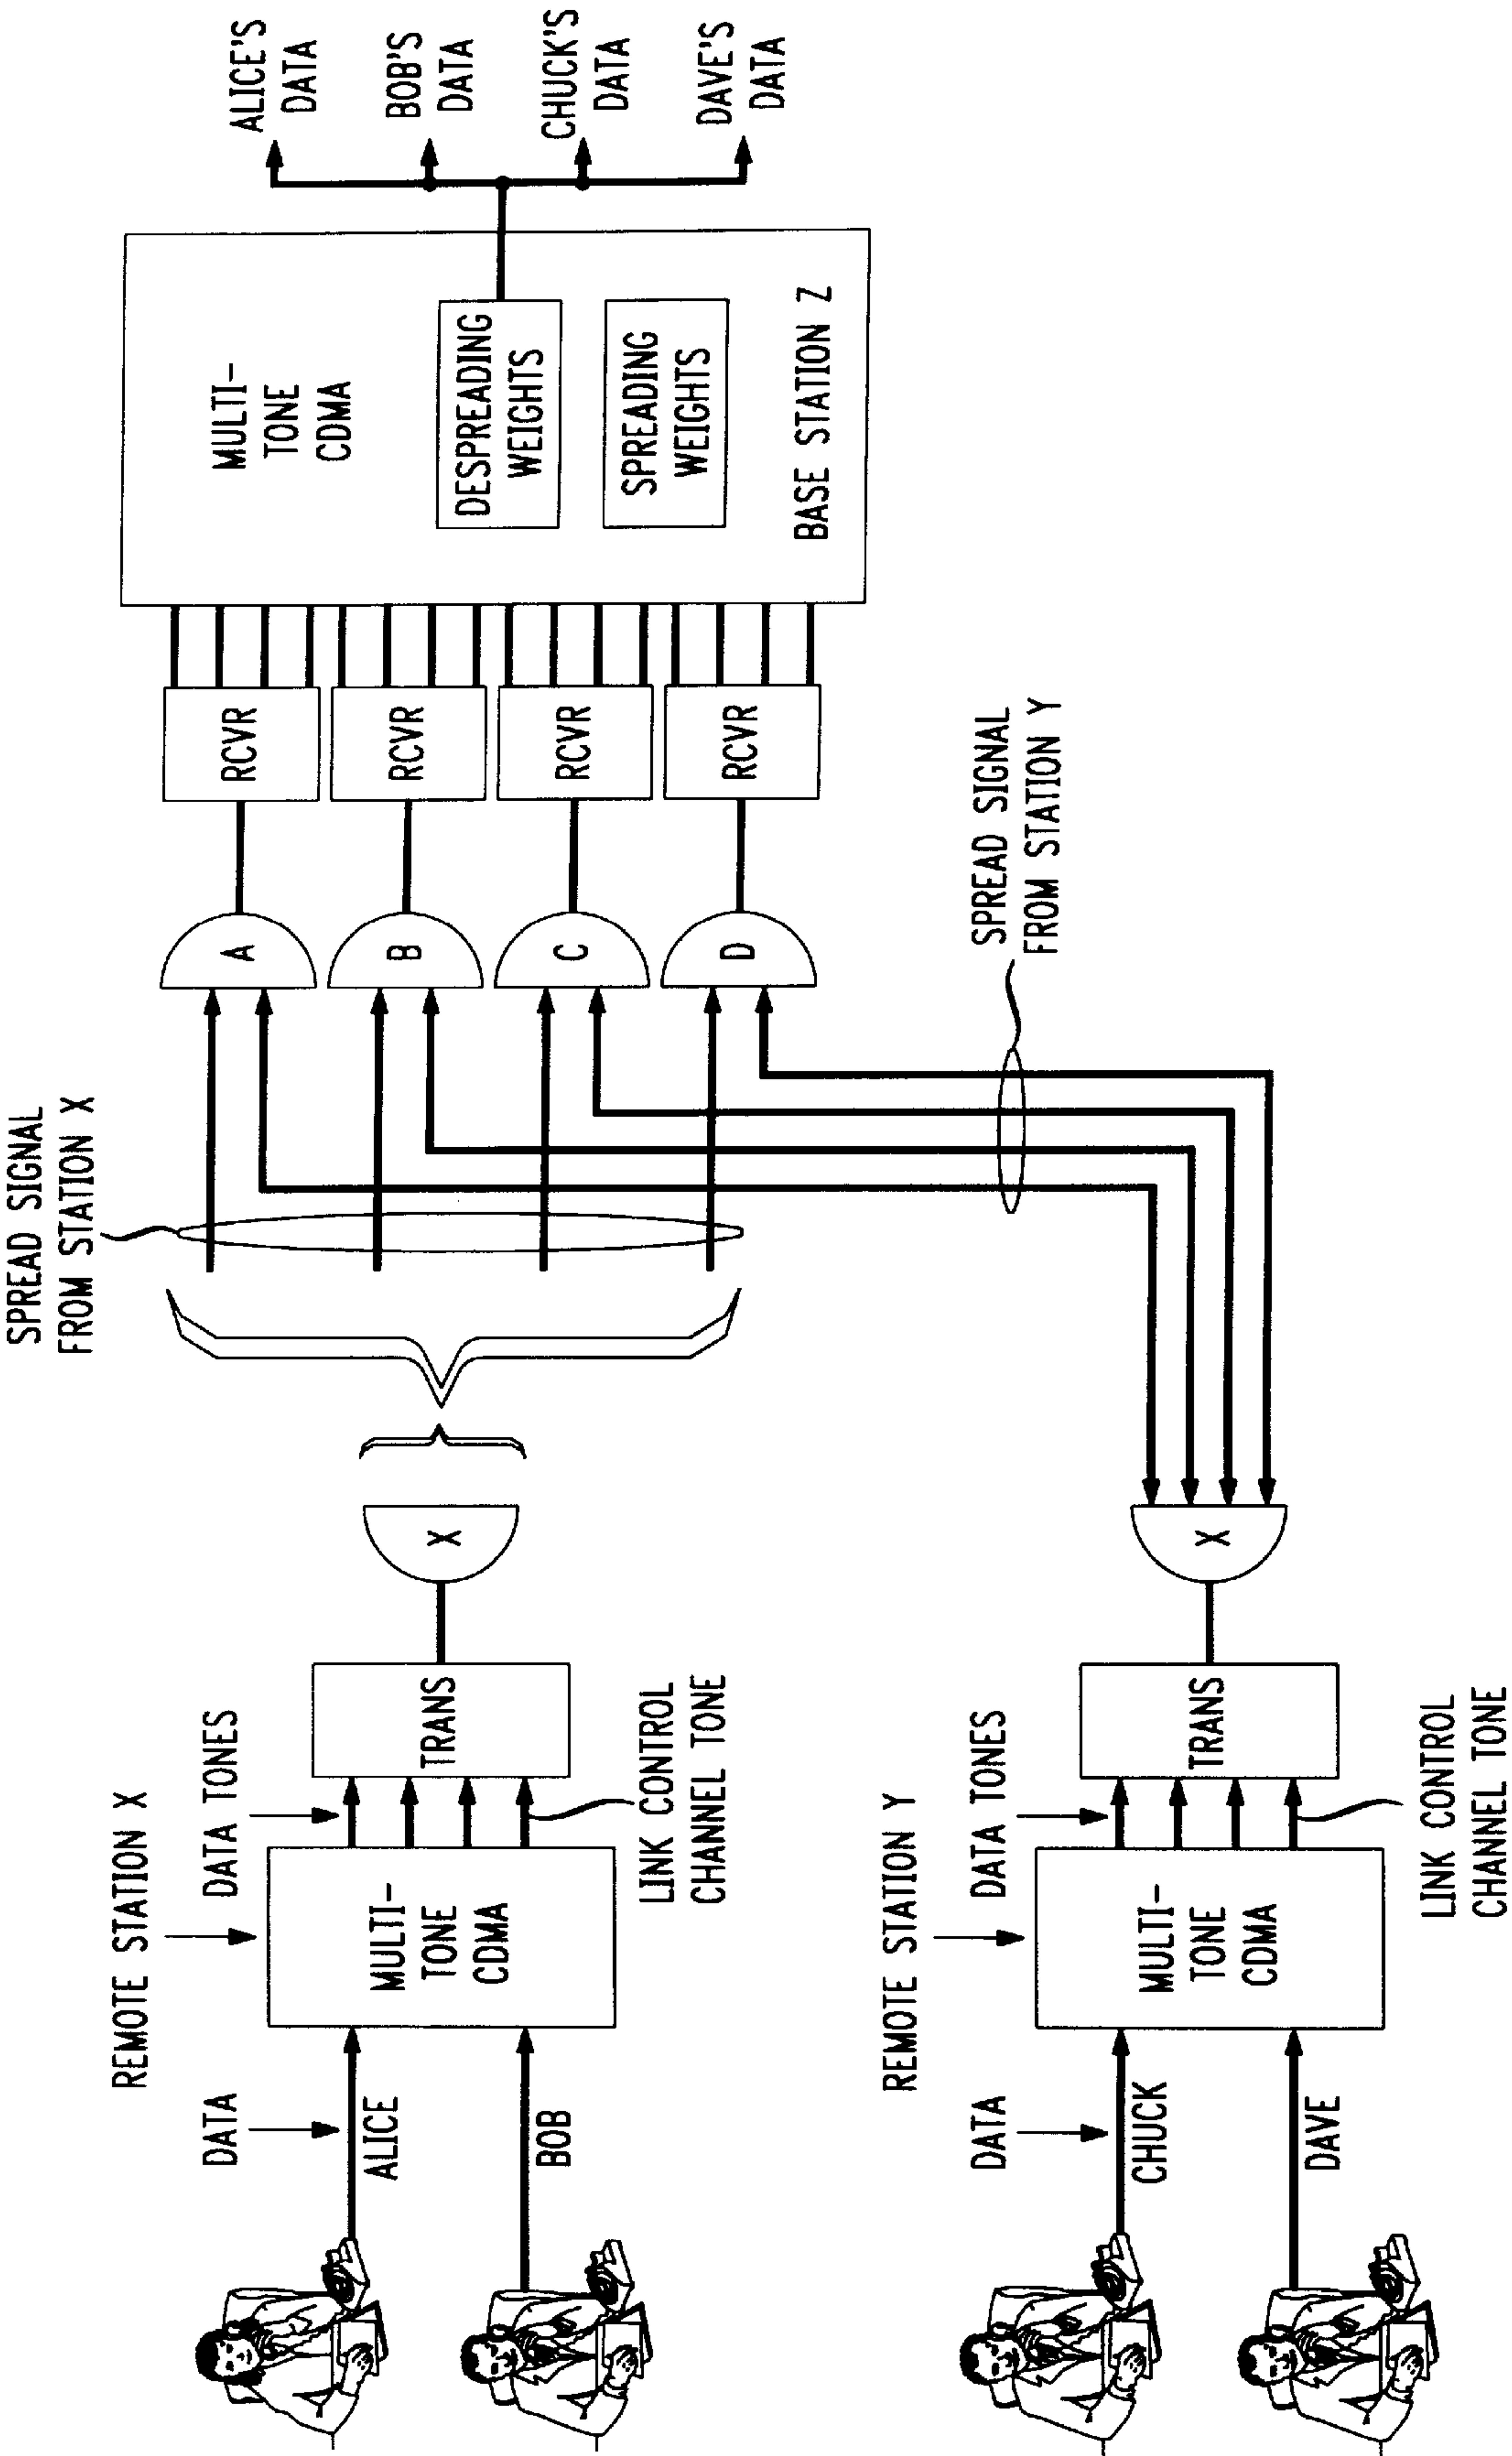 REMOTE STATION X
DATA
DATA TONES
ALICE
BOB
MULTI-
TONE
CDMA
TRANS
LINK CONTROL
CHANNEL TONE
X
SPREAD SIGNAL
FROM STATION X
REMOTE STATION Y
DATA
DATA TONES
CHUCK
DAVE
MULTI-
TONE
CDMA
TRANS
LINK CONTROL
CHANNEL TONE
X
SPREAD SIGNAL
FROM STATION Y
A
B
C
D
RCVR
RCVR
RCVR
RCVR
MULTI-
TONE
CDMA
DESPREADING
WEIGHTS
SPREADING
WEIGHTS
BASE STATION Z
ALICE'S
DATA
BOB'S
DATA
CHUCK'S
DATA
DAVE'S
DATA